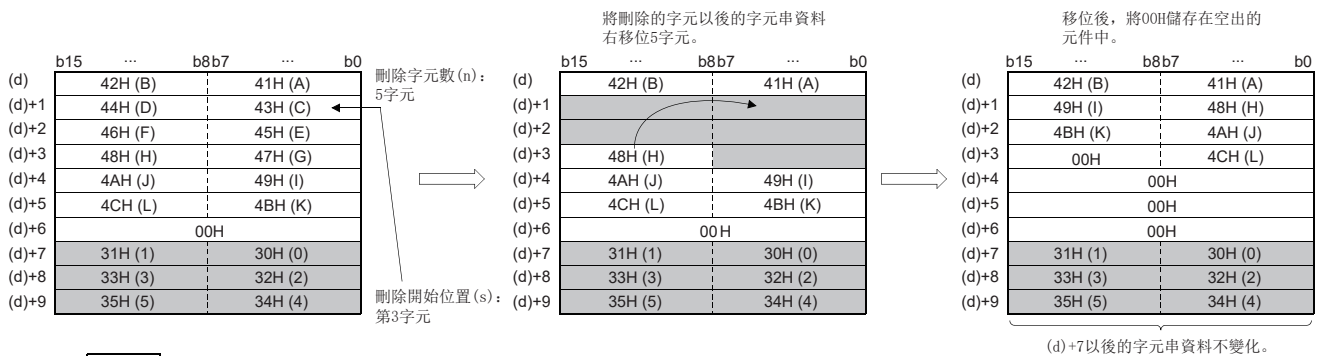 將刪除的字元以後的字元串資料
右移位5字元。
移位後，將00H儲存在空出的
元件中。
b15 … b8 b7 … b0
(d) 42H (B) 41H (A)
(d)+1 44H (D) 43H (C)
(d)+2 46H (F) 45H (E)
(d)+3 48H (H) 47H (G)
(d)+4 4AH (J) 49H (I)
(d)+5 4CH (L) 4BH (K)
(d)+6 00H
(d)+7 31H (1) 30H (0)
(d)+8 33H (3) 32H (2)
(d)+9 35H (5) 34H (4)
刪除字元數(n)：
5字元
刪除開始位置(s)：
第3字元
b15 … b8 b7 … b0
(d) 42H (B) 41H (A)
(d)+1
(d)+2
(d)+3 48H (H)
(d)+4 4AH (J) 49H (I)
(d)+5 4CH (L) 4BH (K)
(d)+6 00H
(d)+7 31H (1) 30H (0)
(d)+8 33H (3) 32H (2)
(d)+9 35H (5) 34H (4)
b15 … b8 b7 … b0
(d) 42H (B) 41H (A)
(d)+1 49H (I) 48H (H)
(d)+2 4BH (K) 4AH (J)
(d)+3 00H 4CH (L)
(d)+4 00H
(d)+5 00H
(d)+6 00H
(d)+7 31H (1) 30H (0)
(d)+8 33H (3) 32H (2)
(d)+9 35H (5) 34H (4)
(d)+7以後的字元串資料不變化。